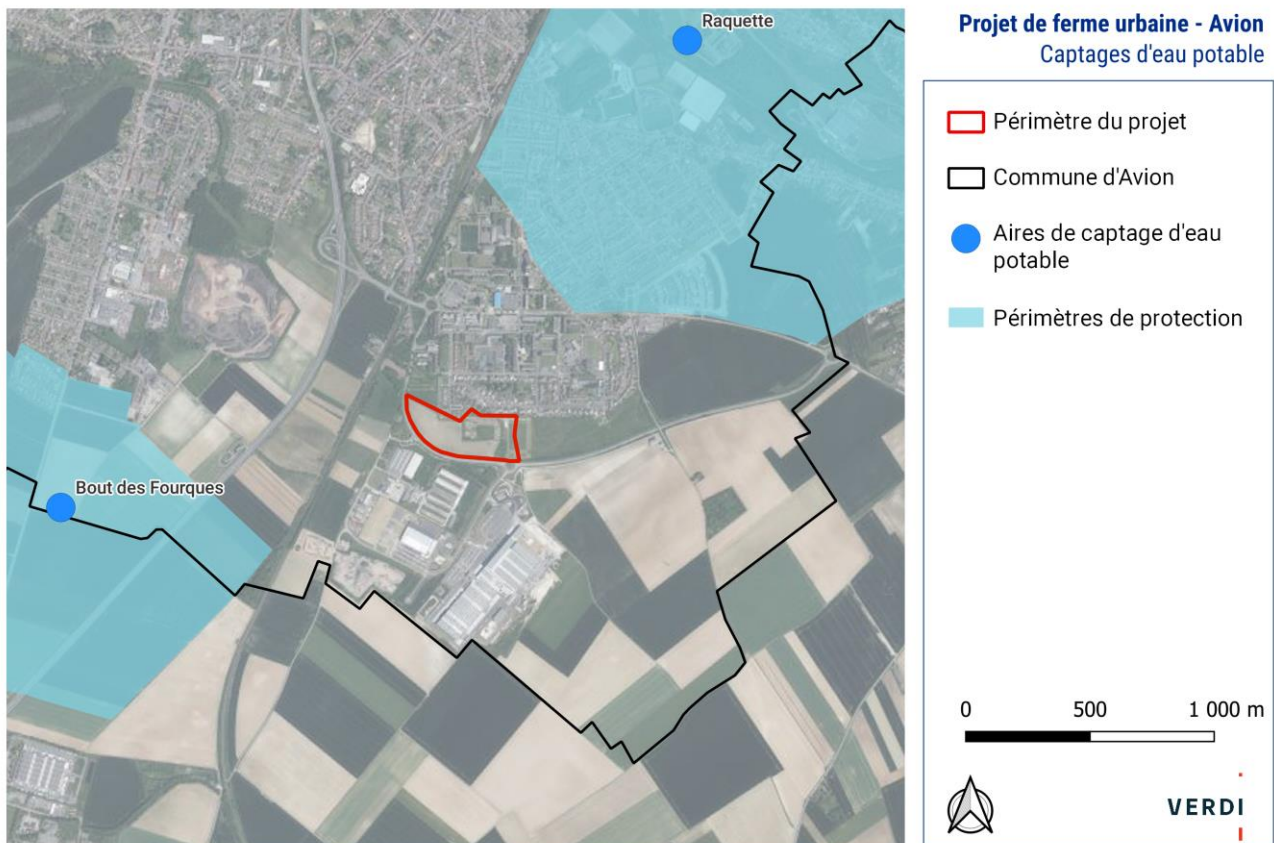 Raquette
Bout des Fourques
Projet de ferme urbaine - Avion
Captages d'eau potable
Périmètre du projet
Commune d'Avion
Aires de captage d'eau
potable
Périmètres de protection
0 500 1 000 m
VERDI